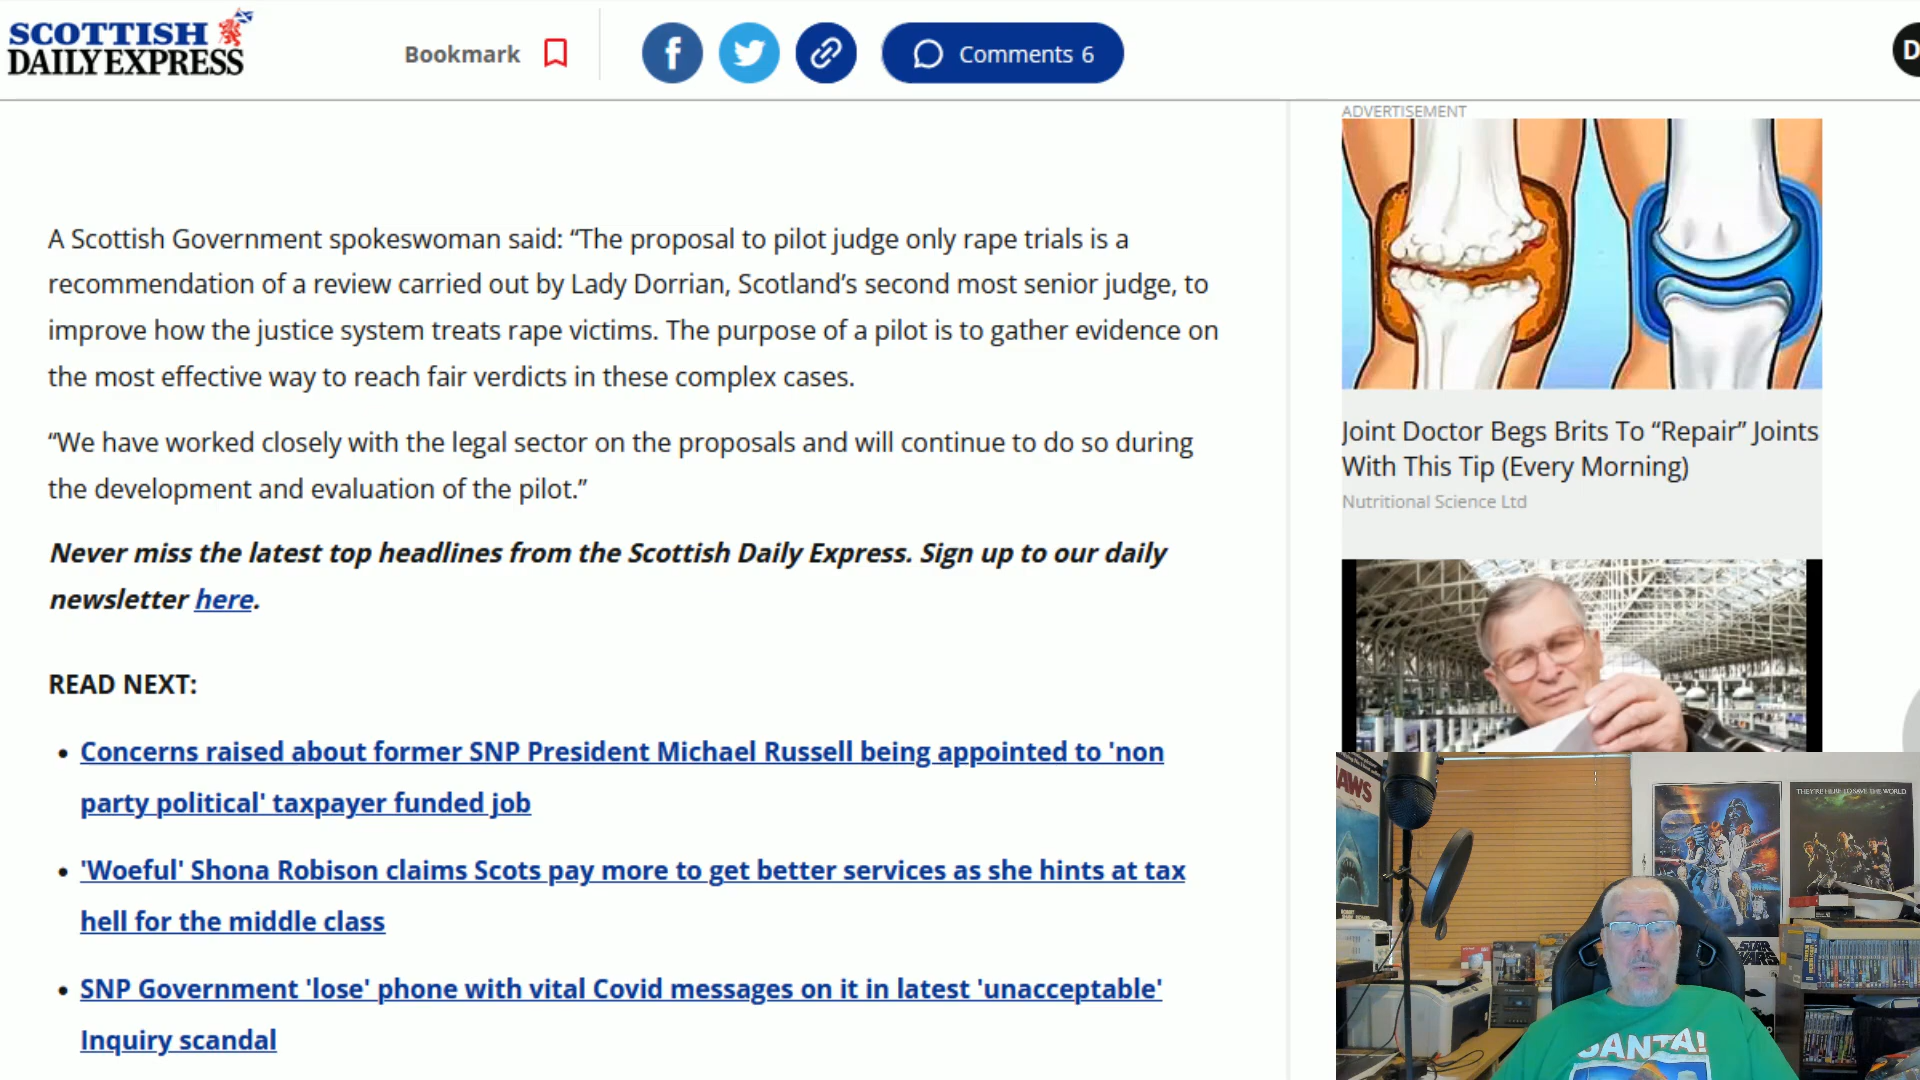 SCOTTISH
DAILY EXPRESS
Bookmark
Comments 6
D
ADVERTISEMENT
A Scottish Government spokeswoman said: “The proposal to pilot judge only rape trials is a
recommendation of a review carried out by Lady Dorrian, Scotland’s second most senior judge, to
improve how the justice system treats rape victims. The purpose of a pilot is to gather evidence on
the most effective way to reach fair verdicts in these complex cases.
“We have worked closely with the legal sector on the proposals and will continue to do so during
the development and evaluation of the pilot.”
Never miss the latest top headlines from the Scottish Daily Express. Sign up to our daily
newsletter here.
READ NEXT:
Concerns raised about former SNP President Michael Russell being appointed to 'non
party political' taxpayer funded job
'Woeful' Shona Robison claims Scots pay more to get better services as she hints at tax
hell for the middle class
SNP Government 'lose' phone with vital Covid messages on it in latest 'unacceptable'
Inquiry scandal
Joint Doctor Begs Brits To “Repair” Joints
With This Tip (Every Morning)
Nutritional Science Ltd
THEY'RE HERE TO SAVE THE WORLD
STAR
WARS
SANTA!